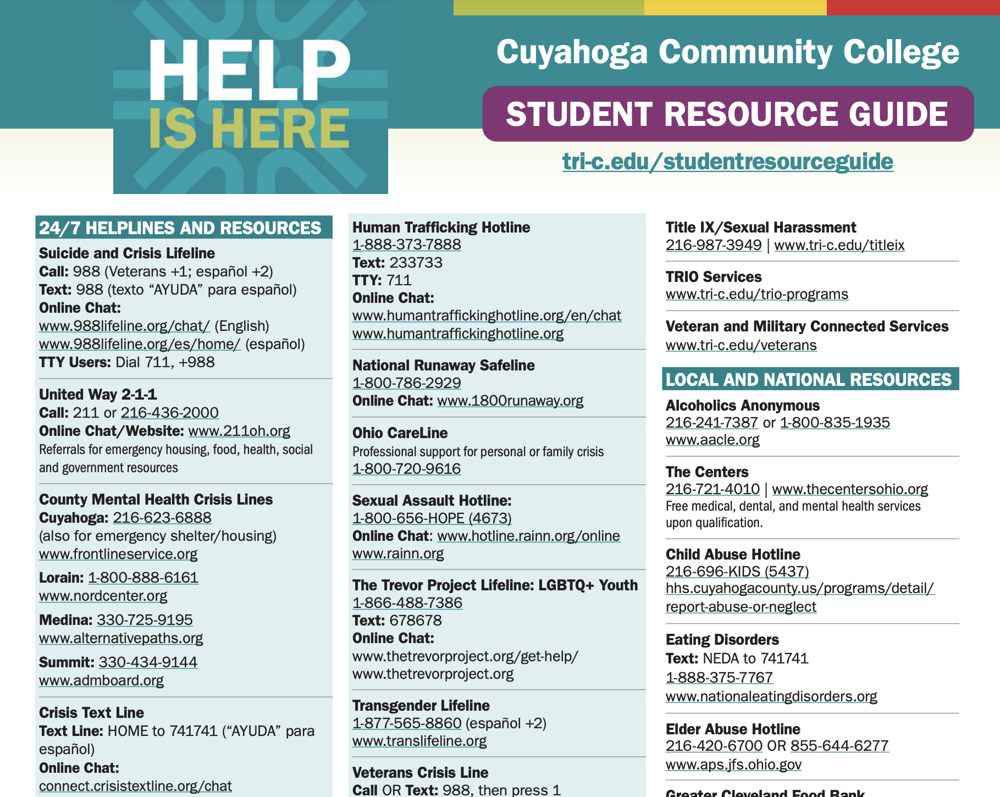 HELP
IS HERE
Cuyahoga Community College
STUDENT RESOURCE GUIDE
tri-c.edu/studentresourceguide
24/7 HELPLINES AND RESOURCES
Suicide and Crisis Lifeline
Call: 988 (Veterans +1; español +2)
Text: 988 (texto “AYUDA” para español)
Online Chat:
www.988lifeline.org/chat/ (English)
www.988lifeline.org/es/home/ (español)
TTY Users: Dial 711, +988
United Way 2-1-1
Call: 211 or 216-436-2000
Online Chat/Website: www.211oh.org
Referrals for emergency housing, food, health, social
and government resources
County Mental Health Crisis Lines
Cuyahoga: 216-623-6888
(also for emergency shelter/housing)
www.frontlineservice.org
Lorain: 1-800-888-6161
www.nordcenter.org
Medina: 330-725-9195
www.alternativepaths.org
Summit: 330-434-9144
www.admboard.org
Crisis Text Line
Text Line: HOME to 741741 (“AYUDA” para
español)
Online Chat:
connect.crisistextline.org/chat
Human Trafficking Hotline
1-888-373-7888
Text: 233733
TTY: 711
Online Chat:
www.humantraffickinghotline.org/en/chat
www.humantraffickinghotline.org
National Runaway Safeline
1-800-786-2929
Online Chat: www.1800runaway.org
Ohio CareLine
Professional support for personal or family crisis
1-800-720-9616
Sexual Assault Hotline:
1-800-656-HOPE (4673)
Online Chat: www.hotline.rainn.org/online
www.rainn.org
The Trevor Project Lifeline: LGBTQ+ Youth
1-866-488-7386
Text: 678678
Online Chat:
www.thetrevorproject.org/get-help/
www.thetrevorproject.org
Transgender Lifeline
1-877-565-8860 (español +2)
www.translifeline.org
Veterans Crisis Line
Call OR Text: 988, then press 1
Title IX/Sexual Harassment
216-987-3949 | www.tri-c.edu/titleix
TRIO Services
www.tri-c.edu/trio-programs
Veteran and Military Connected Services
www.tri-c.edu/veterans
LOCAL AND NATIONAL RESOURCES
Alcoholics Anonymous
216-241-7387 or 1-800-835-1935
www.aacle.org
The Centers
216-721-4010 | www.thecentersohio.org
Free medical, dental, and mental health services
upon qualification.
Child Abuse Hotline
216-696-KIDS (5437)
hhs.cuyahogacounty.us/programs/detail/
report-abuse-or-neglect
Eating Disorders
Text: NEDA to 741741
1-888-375-7767
www.nationaleatingdisorders.org
Elder Abuse Hotline
216-420-6700 OR 855-644-6277
www.aps.jfs.ohio.gov
Greater Cleveland Food Bank